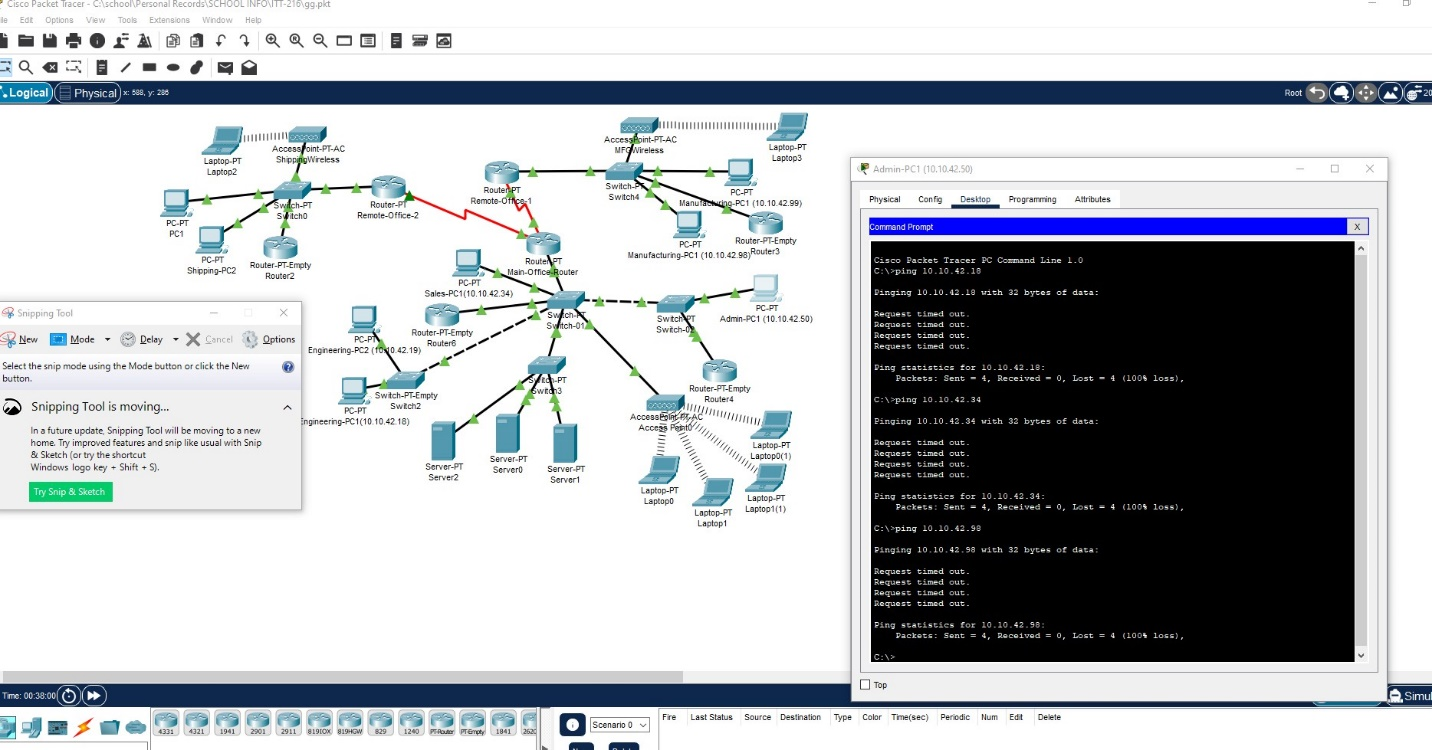 Cisco Packet Tracer - C:\school\Personal Records\SCHOOL INFO\ITT-216\gg.pkt
Edit Options View Tools Extensions Window Help
Logical Physical x: 588, y: 286
Root
Laptop-PT
Laptop2
AccessPoint-PT-AC
ShippingWireless
PC-PT
PC1
Switch-PT
Switch0
Router-PT
Remote-Office-2
PC-PT
Shipping-PC2
Router-PT-Empty
Router2
AccessPoint-PT-AC
MFGWireless
Laptop-PT
Laptop3
Router-PT
Remote-Office-1
Switch-PT
Switch4
PC-PT
Manufacturing-PC1 (10.10.42.99)
PC-PT
Manufacturing-PC1 (10.10.42.98)
Router-PT-Empty
Router3
Router-PT
Main-Office-Router
PC-PT
Sales-PC1(10.10.42.34)
Switch-PT
Switch-01
Router-PT-Empty
Router6
Switch-PT
PC-PT
Admin-PC1 (10.10.42.50)
PC-PT
Engineering-PC2 (10.10.42.19)
Switch-PT-Empty
Switch2
PC-PT
Engineering-PC1(10.10.42.18)
Switch-PT
Switch3
Router-PT-Empty
Router4
AccessPoint-PT-AC
Access Point0
Server-PT
Server2
Server-PT
Server0
Server-PT
Server1
Laptop-PT
Laptop0(1)
Laptop-PT
Laptop0
Laptop-PT
Laptop1
Laptop-PT
Laptop1(1)
Snipping Tool
New Mode Delay Cancel Options
Select the snip mode using the Mode button or click the New
button.
Snipping Tool is moving...
In a future update, Snipping Tool will be moving to a new
home. Try improved features and snip like usual with Snip
& Sketch (or try the shortcut
Windows logo key + Shift + S).
Try Snip & Sketch
Admin-PC1 (10.10.42.50)
Physical Config Desktop Programming Attributes
Command Prompt
X
Cisco Packet Tracer PC Command Line 1.0
C:\>ping 10.10.42.18
Pinging 10.10.42.18 with 32 bytes of data:
Request timed out.
Request timed out.
Request timed out.
Request timed out.
Ping statistics for 10.10.42.18:
Packets: Sent = 4, Received = 0, Lost = 4 (100% loss),
C:\>ping 10.10.42.34
Pinging 10.10.42.34 with 32 bytes of data:
Request timed out.
Request timed out.
Request timed out.
Request timed out.
Ping statistics for 10.10.42.34:
Packets: Sent = 4, Received = 0, Lost = 4 (100% loss),
C:\>ping 10.10.42.98
Pinging 10.10.42.98 with 32 bytes of data:
Request timed out.
Request timed out.
Request timed out.
Request timed out.
Ping statistics for 10.10.42.98:
Packets: Sent = 4, Received = 0, Lost = 4 (100% loss),
C:\>
Top
Time: 00:38:00
Simul
4331 4321 1941 2901 2911 819IOX 819HGW 829 1240 PT-Router PT-Empty 1841
Scenario 0
Fire Last Status Source Destination Type Color Time(sec) Periodic Num Edit Delete